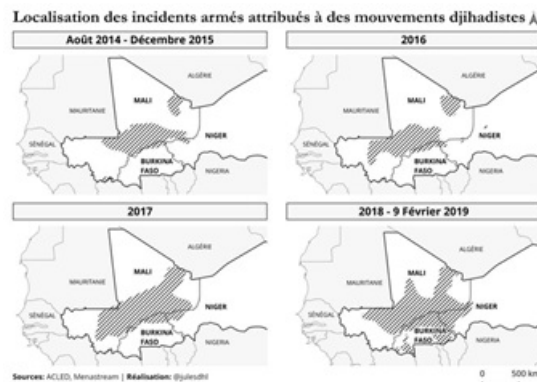 Localisation des incidents armés attribués à des mouvements djihadistes
Août 2014 - Décembre 2015
ALGÉRIE
MALI
MAURITANIE
SÉNÉGAL
NIGER
BURKINA
FASO
NIGERIA
2016
ALGÉRIE
MALI
MAURITANIE
SÉNÉGAL
NIGER
BURKINA
FASO
NIGERIA
2017
ALGÉRIE
MALI
MAURITANIE
SÉNÉGAL
NIGER
BURKINA
FASO
NIGERIA
2018 - 9 Février 2019
ALGÉRIE
MALI
MAURITANIE
SÉNÉGAL
NIGER
BURKINA
FASO
NIGERIA
Sources: ACLED, Menastream | Réalisation: @julesdhl
0 500 km